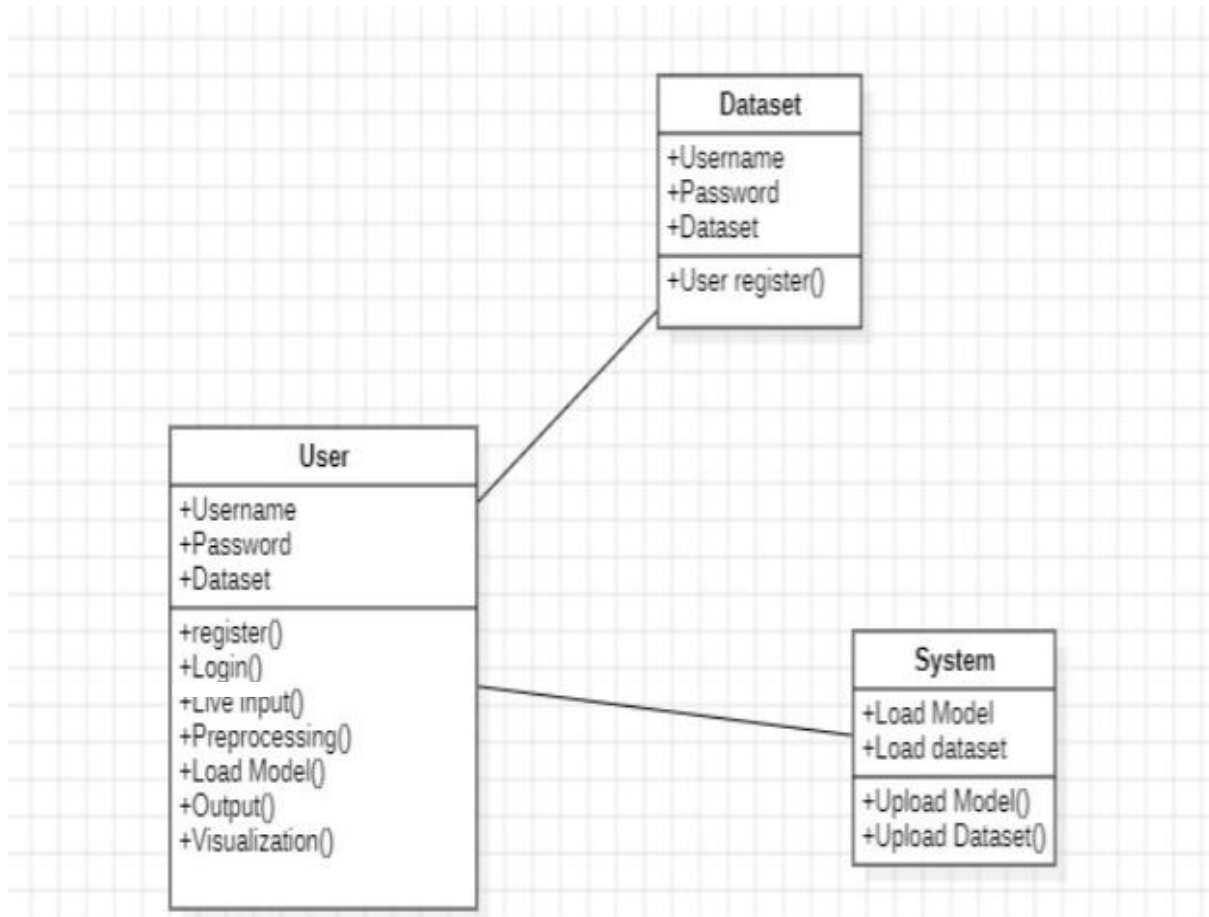 Dataset
+Username
+Password
+Dataset
+User register()
User
+Username
+Password
+Dataset
+register()
+Login()
+Live input()
+Preprocessing()
+Load Model()
+Output()
+Visualization()
System
+Load Model
+Load dataset
+Upload Model()
+Upload Dataset()